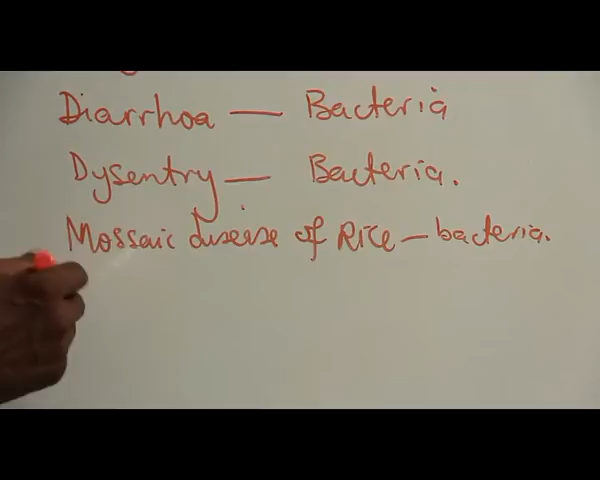 Diarrhoa — Bacteria
Dysentry — Bacteria.
Mossaic disease of Rice — bacteria.